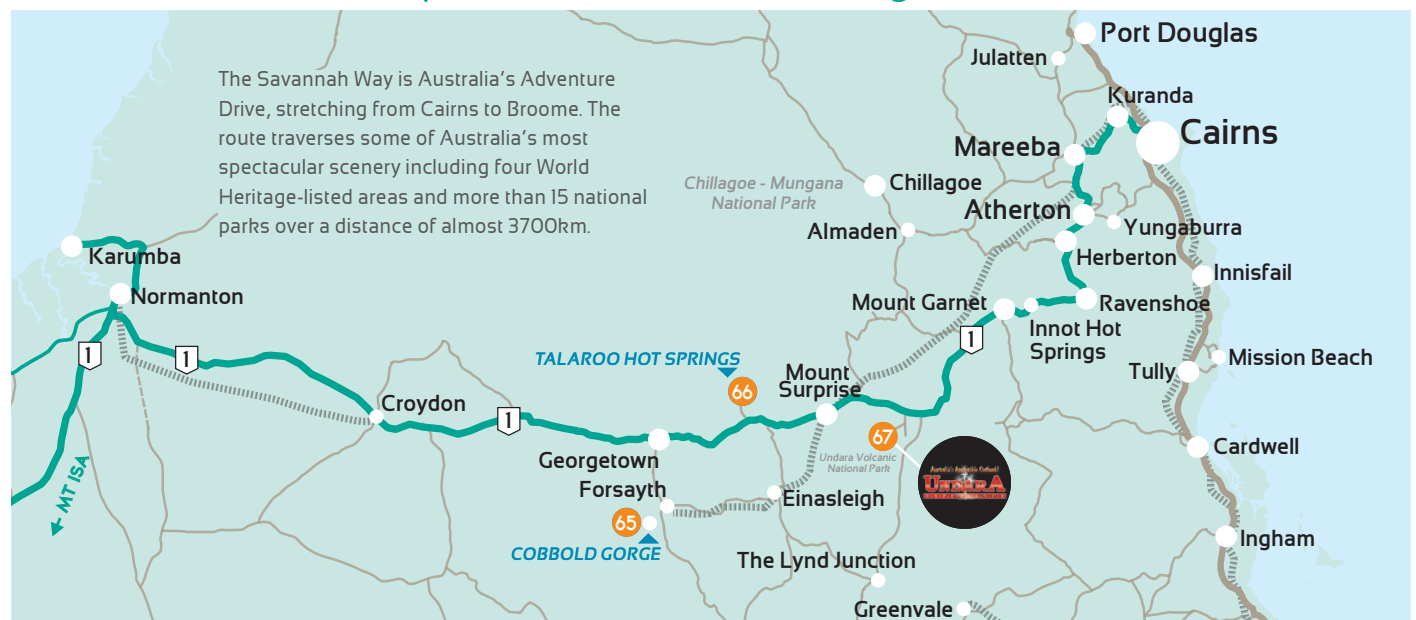 The Savannah Way is Australia's Adventure
Drive, stretching from Cairns to Broome. The
route traverses some of Australia's most
spectacular scenery including four World
Heritage-listed areas and more than 15 national
parks over a distance of almost 3700km.
Port Douglas
Julatten
Kuranda
Cairns
Mareeba
Chillagoe - Mungana
National Park
Chillagoe
Atherton
Yungaburra
Almaden
Herberton
Karumba
Innisfail
Normanton
Mount Garnet
Ravenshoe
Innot Hot
Springs
1
1
1
TALAROO HOT SPRINGS
66
Mount
Surprise
Mission Beach
Tully
Croydon
1
67
Undara Volcanic
National Park
UNDARA
Cardwell
Georgetown
MT ISA
Forsayth
Einasleigh
65
COBBOLD GORGE
Ingham
The Lynd Junction
Greenvale